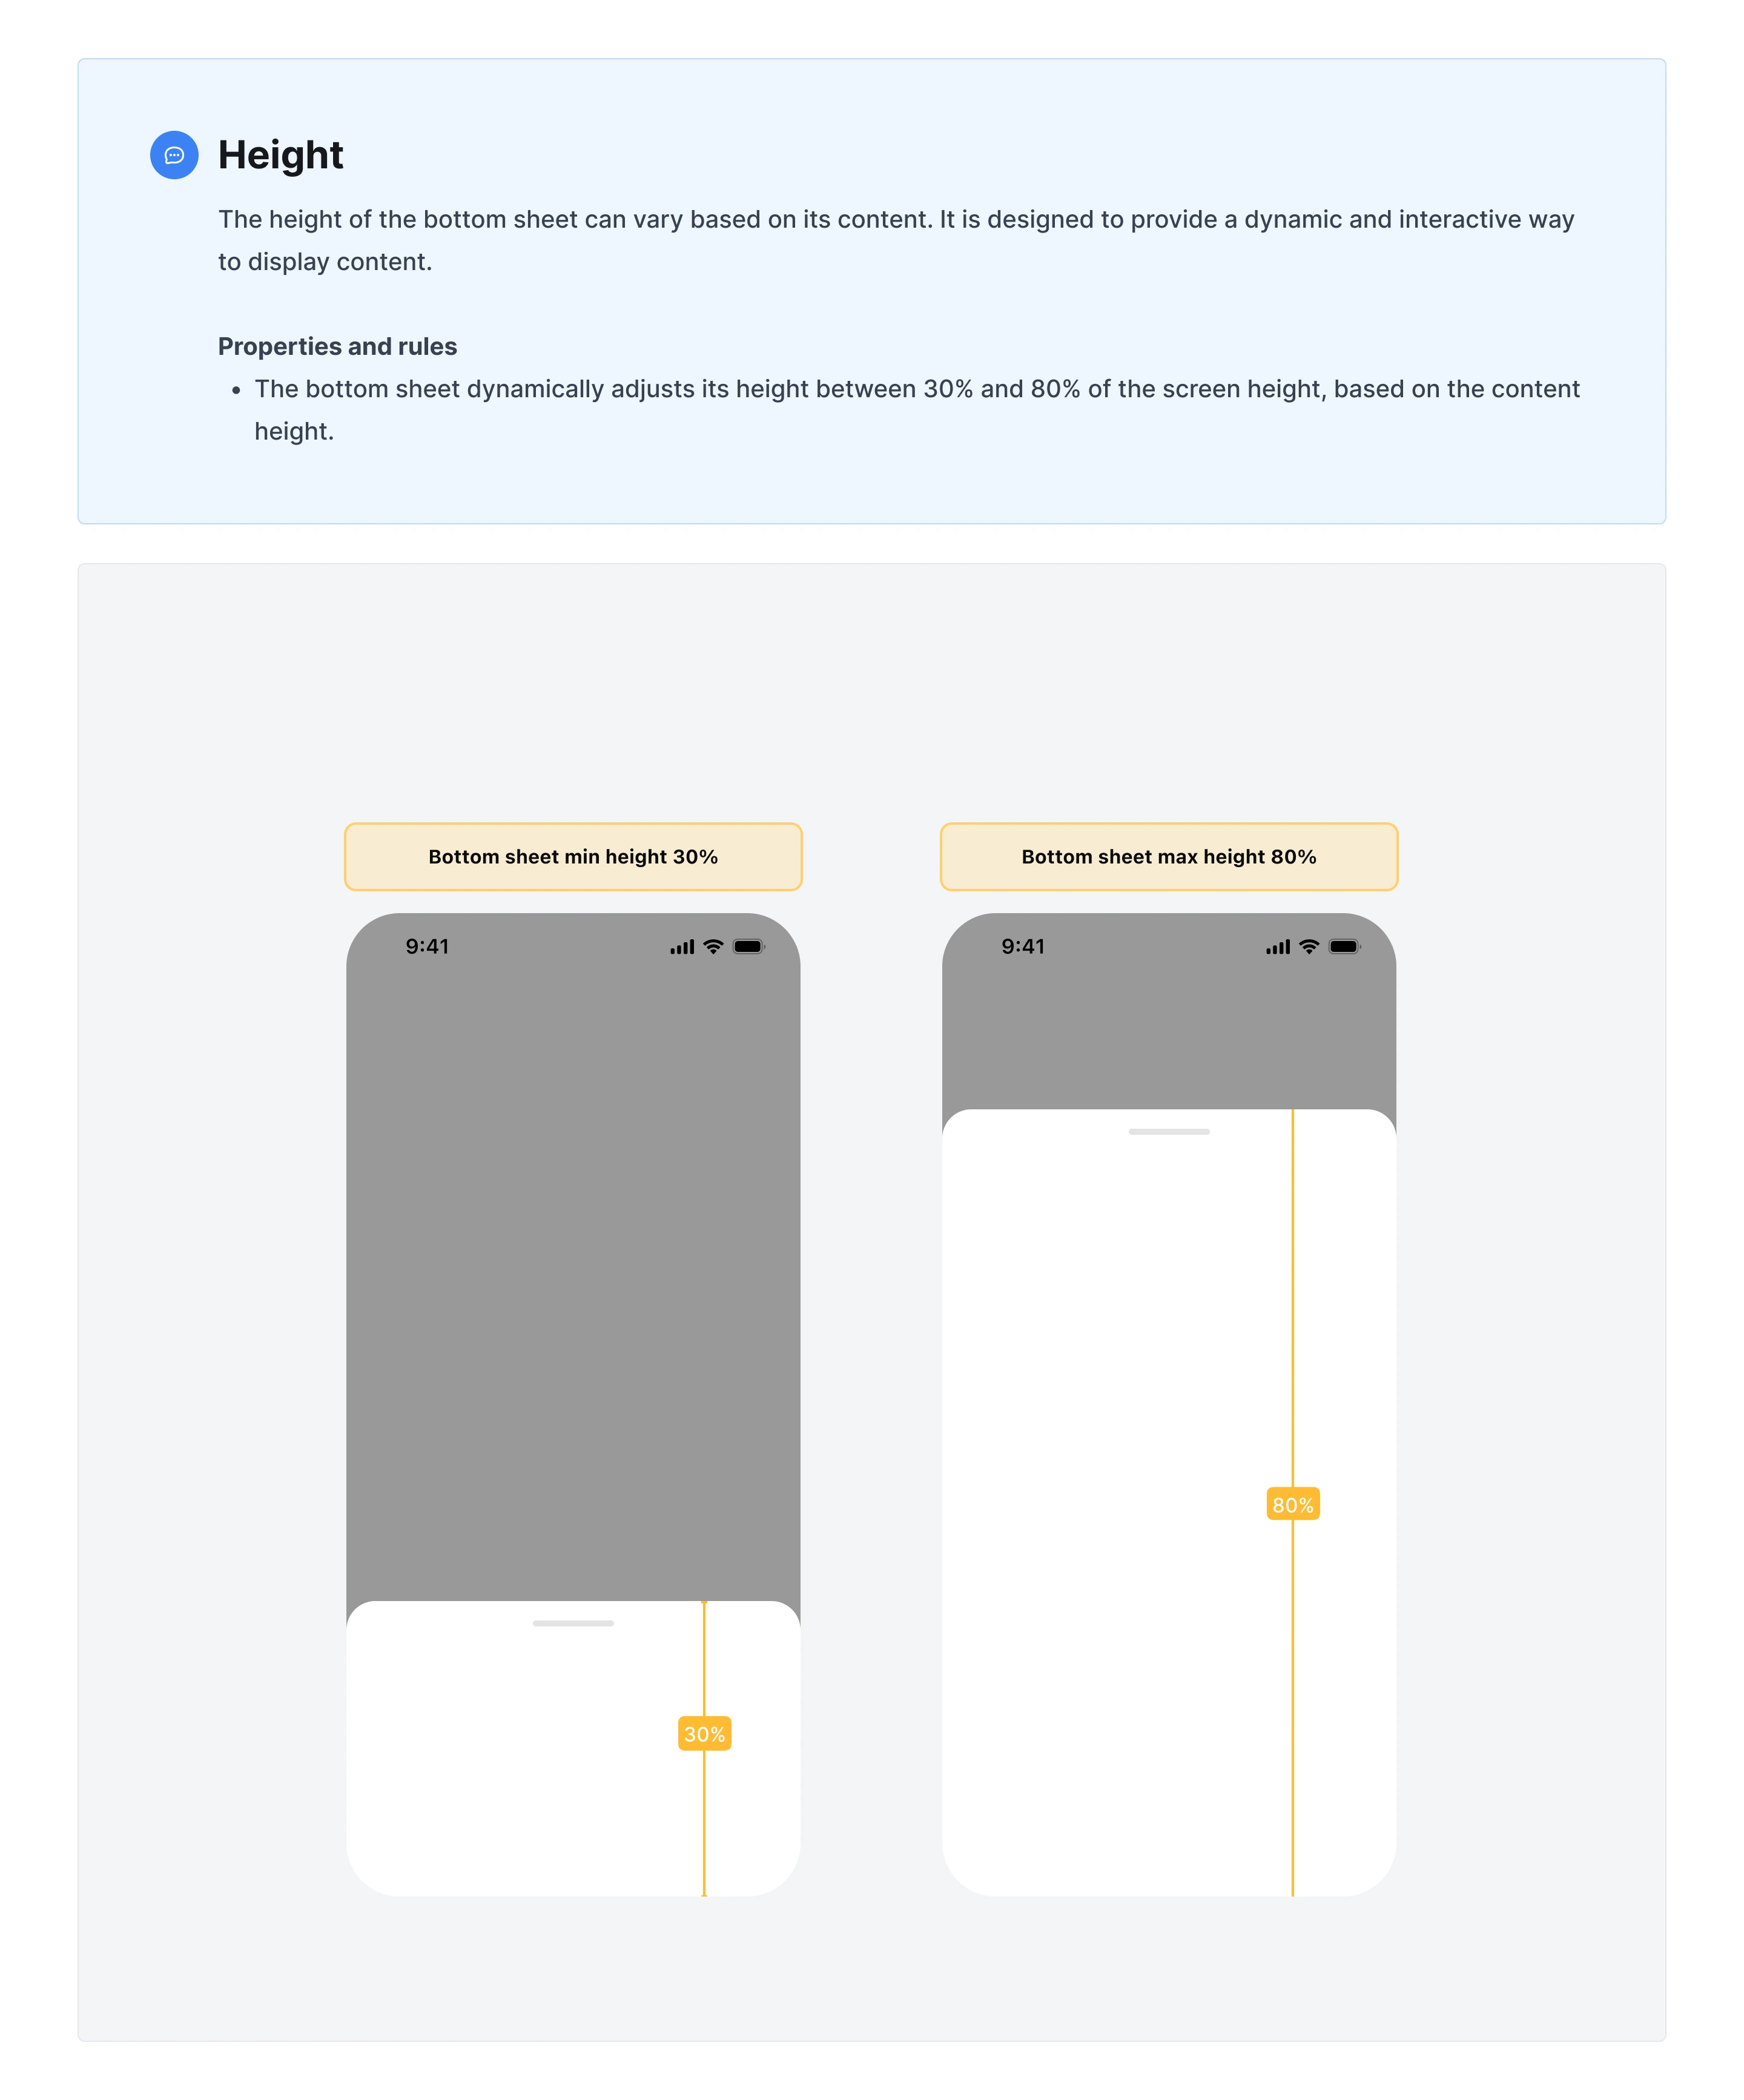 Height
The height of the bottom sheet can vary based on its content. It is designed to provide a dynamic and interactive way
to display content.
Properties and rules
• The bottom sheet dynamically adjusts its height between 30% and 80% of the screen height, based on the content
height.
Bottom sheet min height 30%
Bottom sheet max height 80%
9:41
9:41
80%
30%